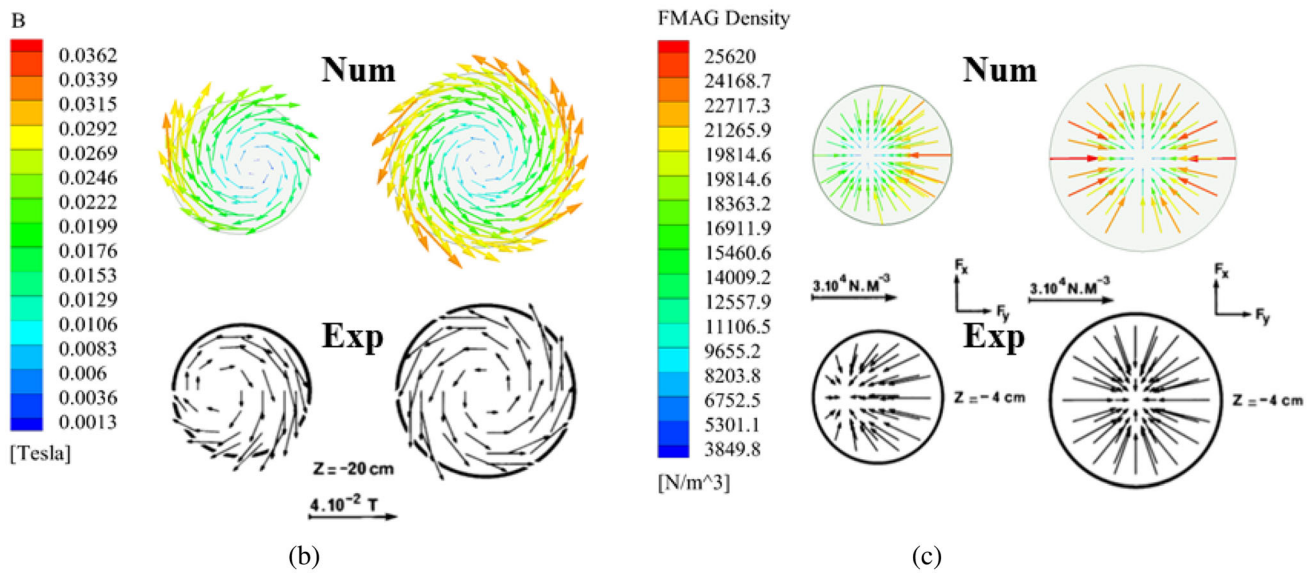 B
0.0362
0.0339
0.0315
0.0292
0.0269
0.0246
0.0222
0.0199
0.0176
0.0153
0.0129
0.0106
0.0083
0.006
0.0036
0.0013
[Tesla]
Num
Exp
Z = -20 cm
4.10⁻² T
(b)
FMAG Density
25620
24168.7
22717.3
21265.9
19814.6
19814.6
18363.2
16911.9
15460.6
14009.2
12557.9
11106.5
9655.2
8203.8
6752.5
5301.1
3849.8
[N/m^3]
Num
3.10⁴ N.M⁻³
Fx
Fy
3.10⁴ N.M⁻³
Fx
Fy
Exp
Z = -4 cm
Z = -4 cm
(c)